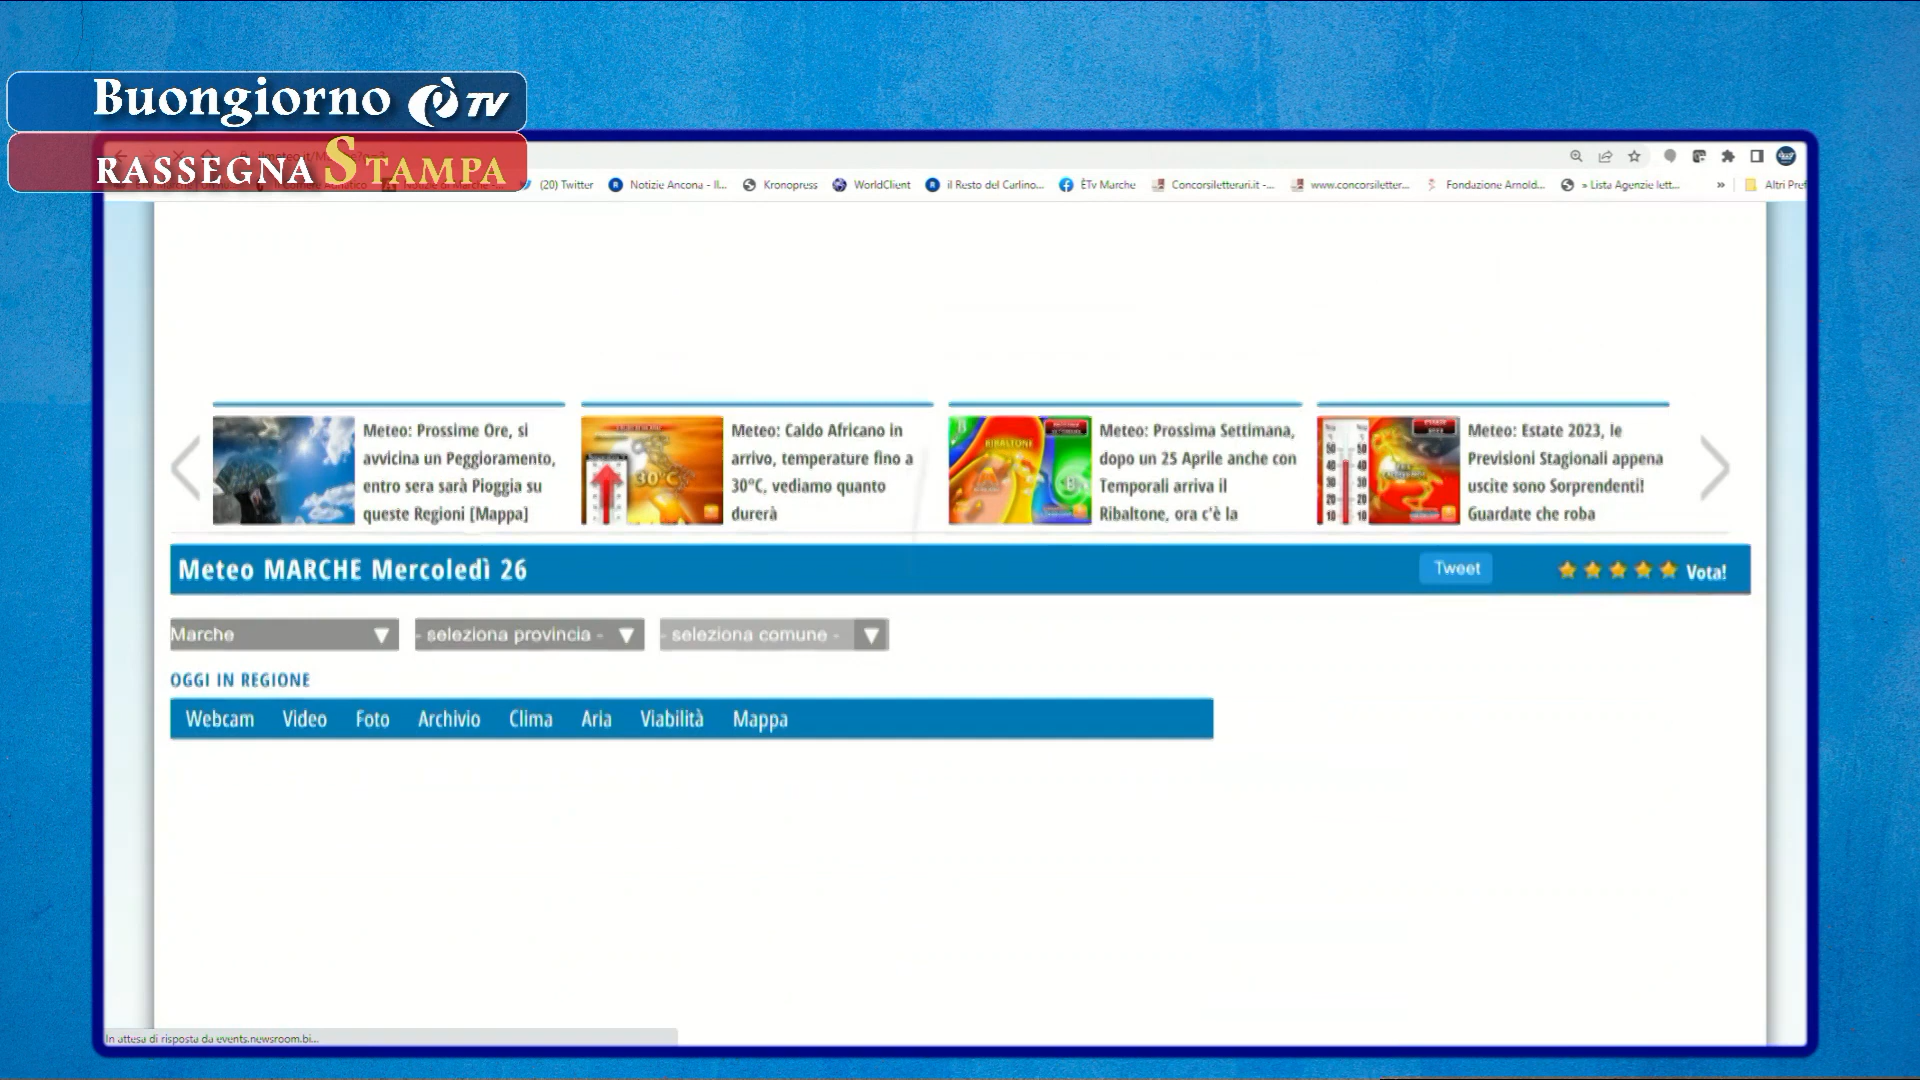 Buongiorno è TV
RASSEGNA STAMPA
(20) Twitter
Notizie Ancona - Il...
Kronopress
WorldClient
il Resto del Carlino...
ÈTv Marche
Concorsiletterari.it -...
www.concorsiletter...
Fondazione Arnold...
» Lista Agenzie lett...
»
Altri Pref
Meteo: Prossime Ore, si
avvicina un Peggioramento,
entro sera sarà Pioggia su
queste Regioni [Mappa]
30°C
Meteo: Caldo Africano in
arrivo, temperature fino a
30°C, vediamo quanto
durerà
RIBALTONE
Meteo: Prossima Settimana,
dopo un 25 Aprile anche con
Temporali arriva il
Ribaltone, ora c'è la
Meteo: Estate 2023, le
Previsioni Stagionali appena
uscite sono Sorprendenti!
Guardate che roba
Meteo MARCHE Mercoledì 26
Tweet
Vota!
Marche
- seleziona provincia -
- seleziona comune -
OGGI IN REGIONE
Webcam Video Foto Archivio Clima Aria Viabilità Mappa
In attesa di risposta da events.newsroom.bi...